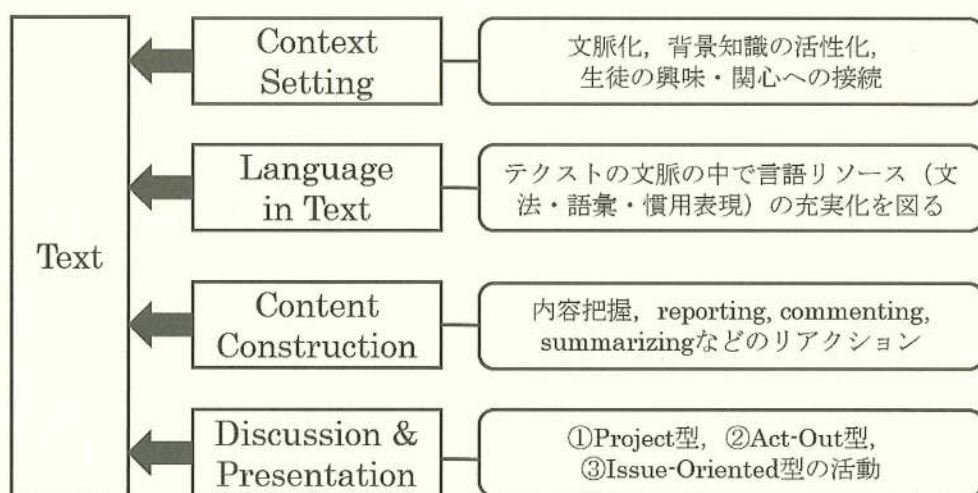 Text
Context
Setting
文脈化，背景知識の活性化，
生徒の興味・関心への接続
Language
in Text
テクストの文脈の中で言語リソース（文
法・語彙・慣用表現）の充実化を図る
Content
Construction
内容把握，reporting, commenting,
summarizingなどのリアクション
Discussion &
Presentation
①Project型，②Act-Out型，
③Issue-Oriented型の活動